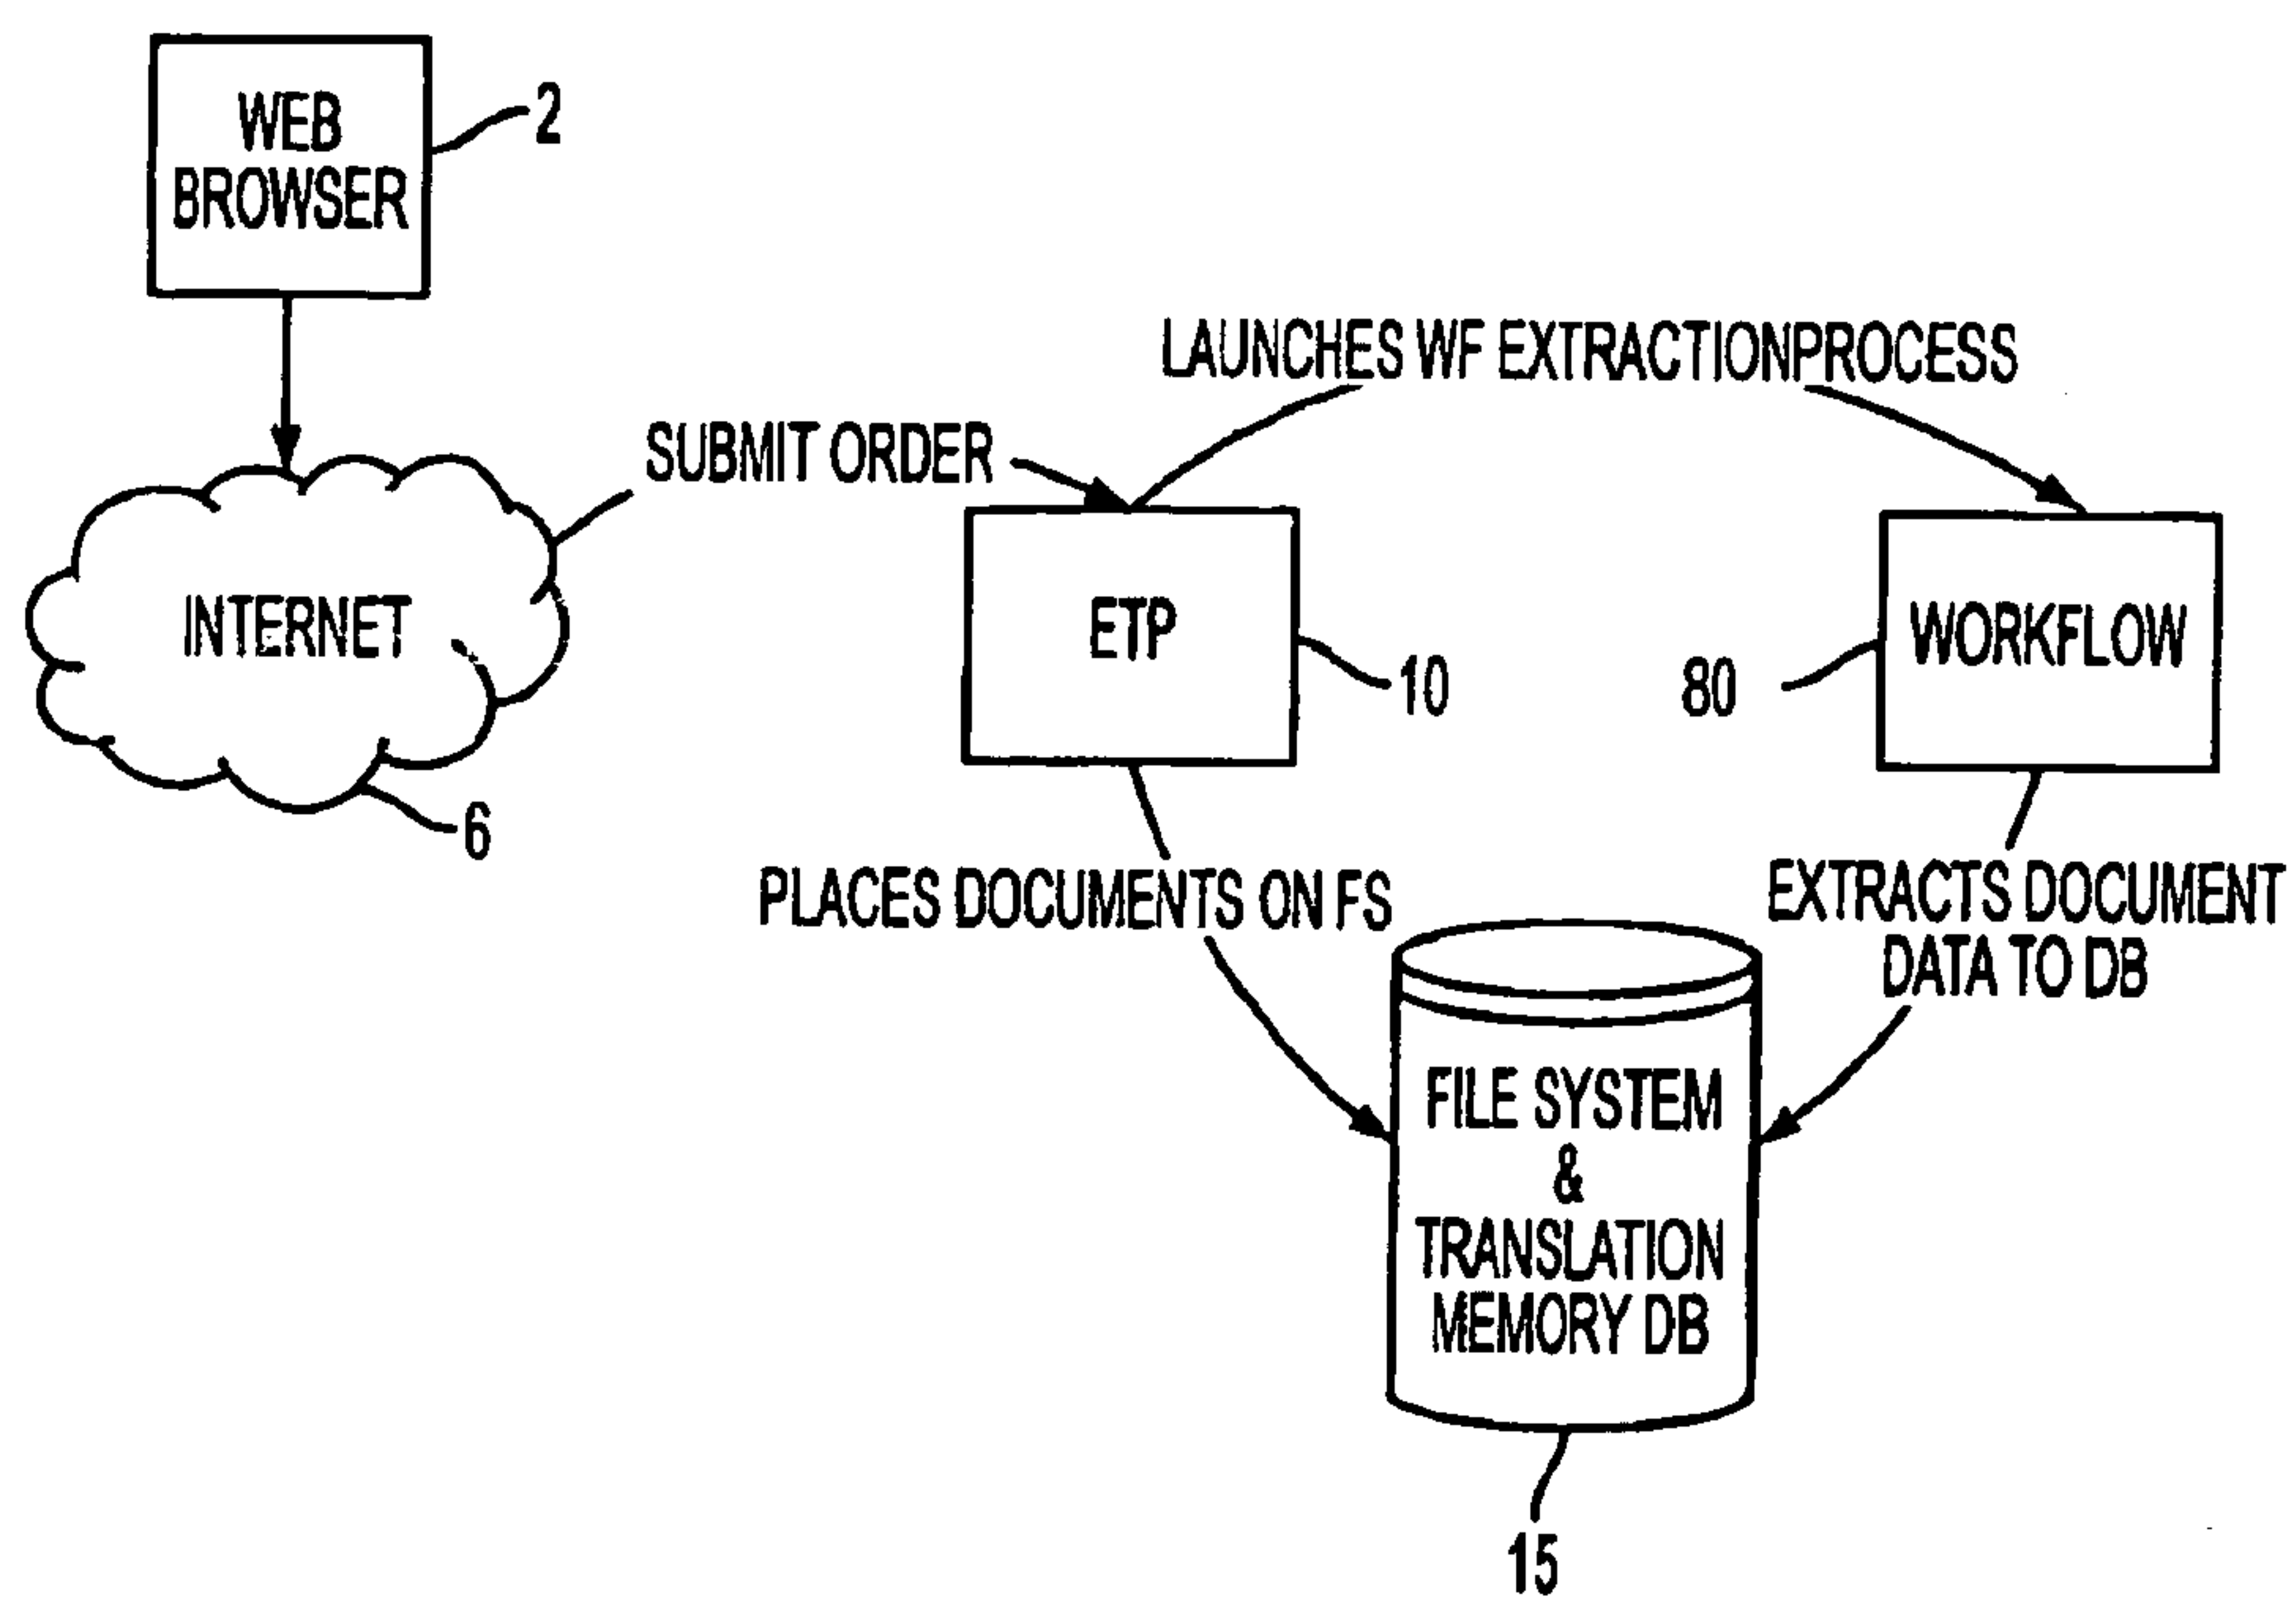 WEB
BROWSER
2
LAUNCHES WF EXTRACTIONPROCESS
SUBMIT ORDER
INTERNET
6
ETP
10
80
WORKFLOW
PLACES DOCUMENTS ON FS
EXTRACTS DOCUMENT
DATA TO DB
FILE SYSTEM
&
TRANSLATION
MEMORY DB
15